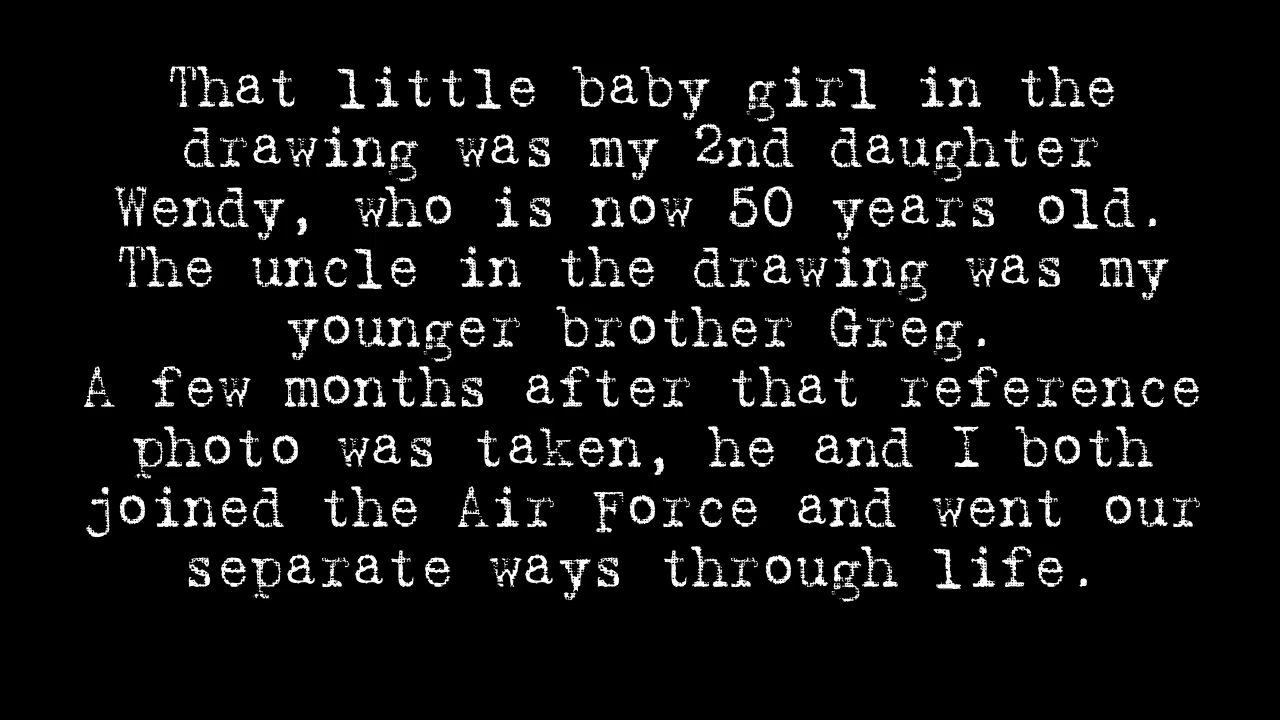 That little baby girl in the
drawing was my 2nd daughter
Wendy, who is now 50 years old.
The uncle in the drawing was my
younger brother Greg.
A few months after that reference
photo was taken, he and I both
joined the Air Force and went our
separate ways through life.